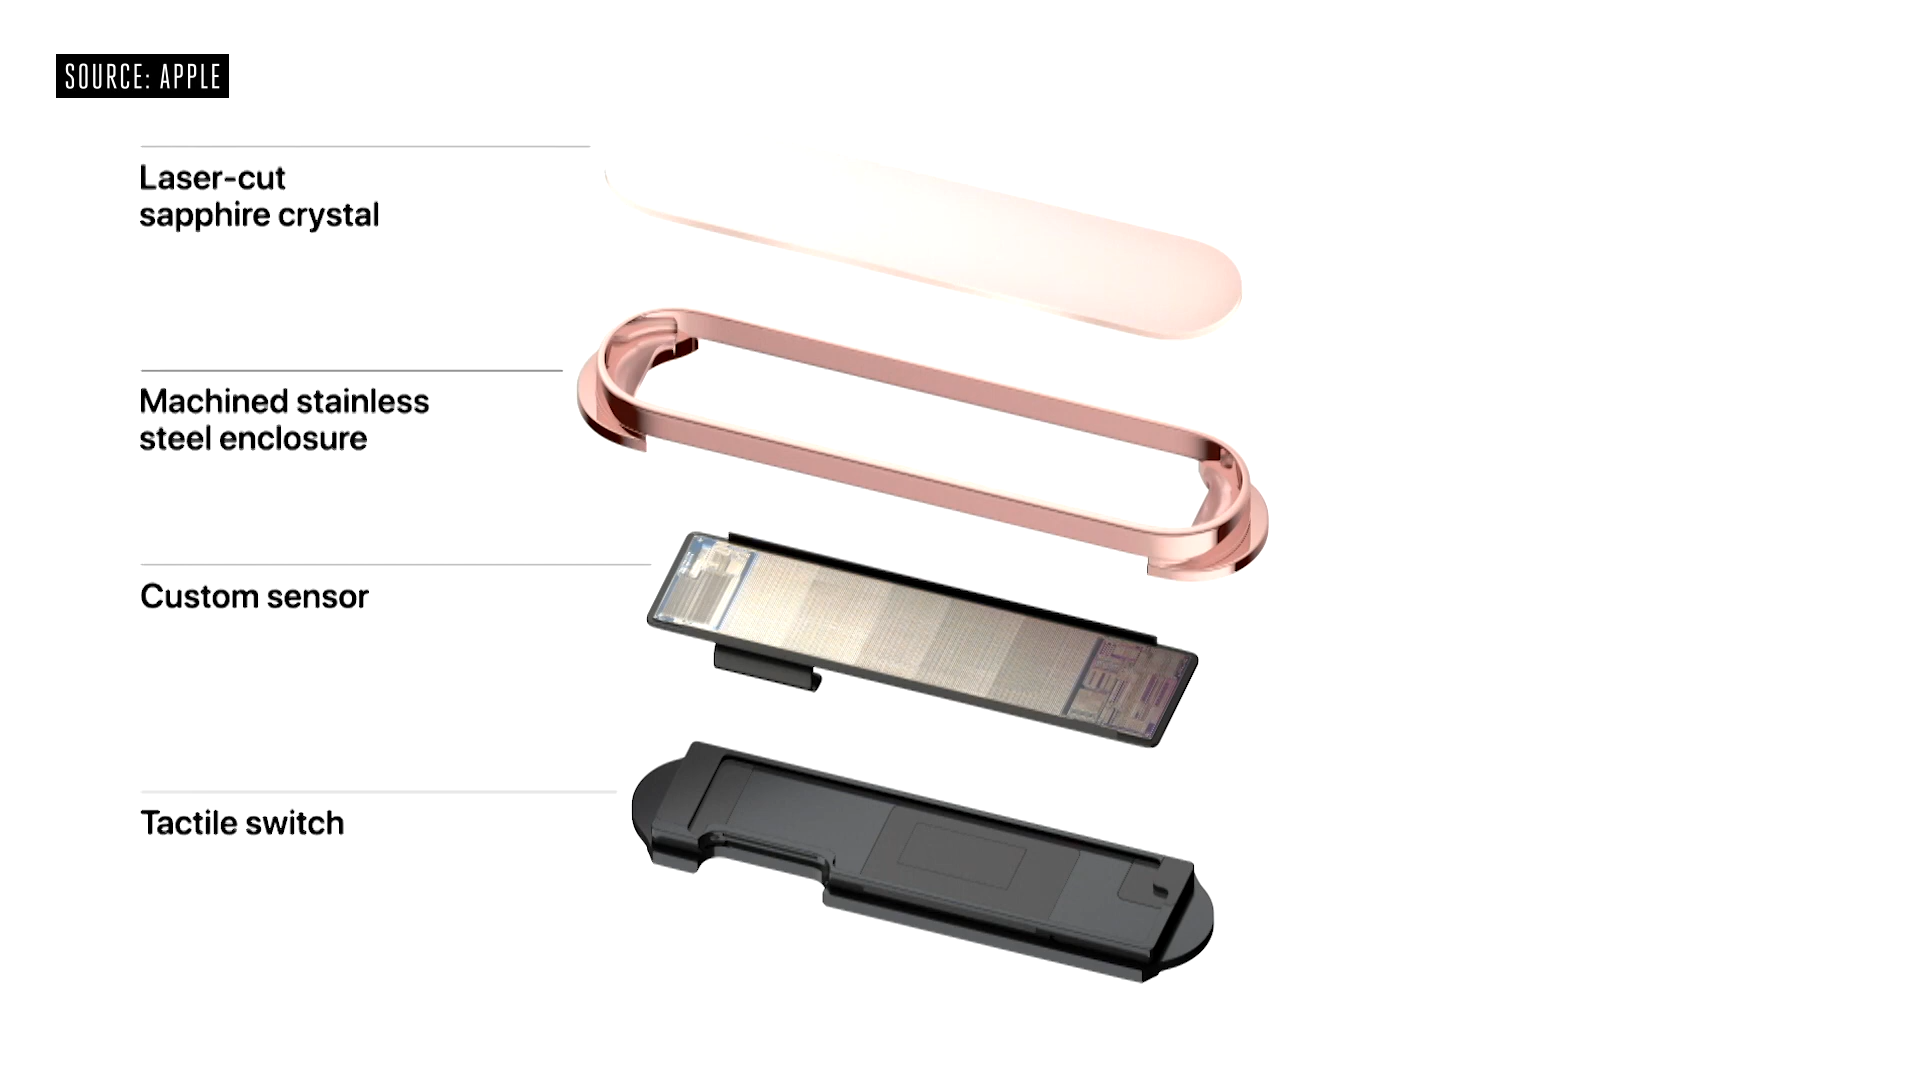 SOURCE: APPLE
Laser-cut
sapphire crystal
Machined stainless
steel enclosure
Custom sensor
Tactile switch